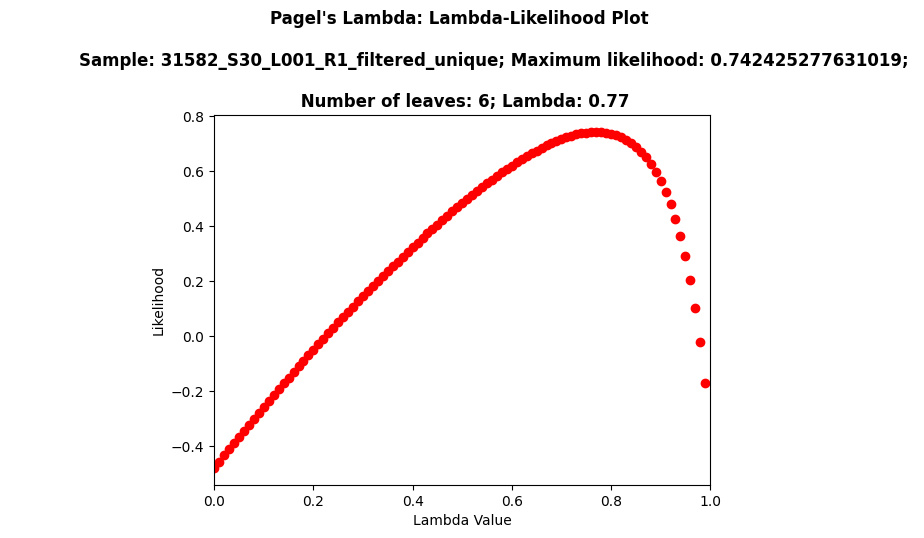 Pagel's Lambda: Lambda-Likelihood Plot
Sample: 31582_S30_L001_R1_filtered_unique; Maximum likelihood: 0.742425277631019;
Number of leaves: 6; Lambda: 0.77
0.8
0.6
0.4
0.2
0.0
−0.2
−0.4
Likelihood
0.0 0.2 0.4 0.6 0.8 1.0
Lambda Value